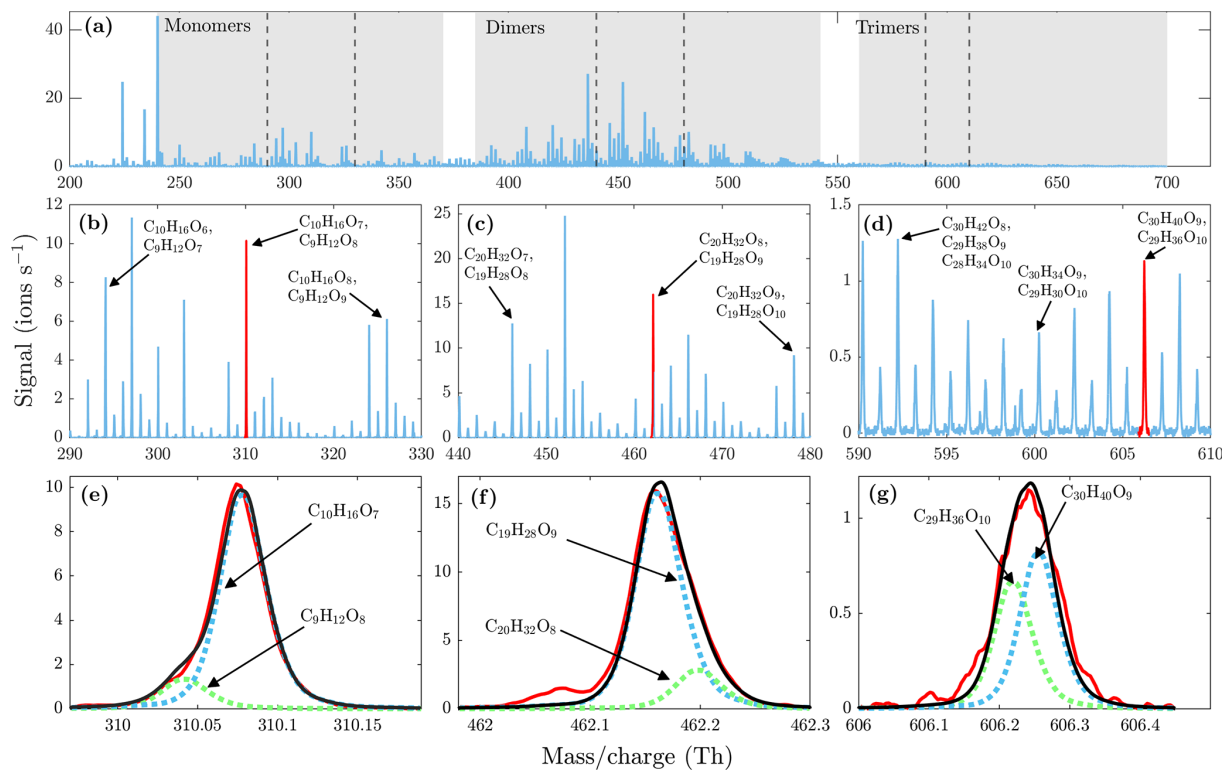 (a) Monomers Dimers Trimers
40
20
0
200 250 300 350 400 450 500 550 600 650 700
Signal (ions s⁻¹)
(b)
C₁₀H₁₆O₆,
C₉H₁₂O₇
C₁₀H₁₆O₇,
C₉H₁₂O₈
C₁₀H₁₆O₈,
C₉H₁₂O₉
12
10
8
6
4
2
0
290 300 310 320 330
(c)
C₂₀H₃₂O₇,
C₁₉H₂₈O₈
C₂₀H₃₂O₈,
C₁₉H₂₈O₉
C₂₀H₃₂O₉,
C₁₉H₂₈O₁₀
25
20
15
10
5
0
440 450 460 470 480
(d)
C₃₀H₄₂O₈,
C₂₉H₃₈O₉
C₂₈H₃₄O₁₀
C₃₀H₃₄O₉,
C₂₉H₃₀O₁₀
C₃₀H₄₀O₉,
C₂₉H₃₆O₁₀
1.5
1
0.5
0
590 595 600 605 610
(e)
C₁₀H₁₆O₇
C₉H₁₂O₈
10
8
6
4
2
0
310 310.05 310.1 310.15
(f)
C₁₉H₂₈O₉
C₂₀H₃₂O₈
15
10
5
0
462 462.1 462.2 462.3
(g)
C₃₀H₄₀O₉
C₂₉H₃₆O₁₀
1
0.5
0
606 606.1 606.2 606.3 606.4
Mass/charge (Th)